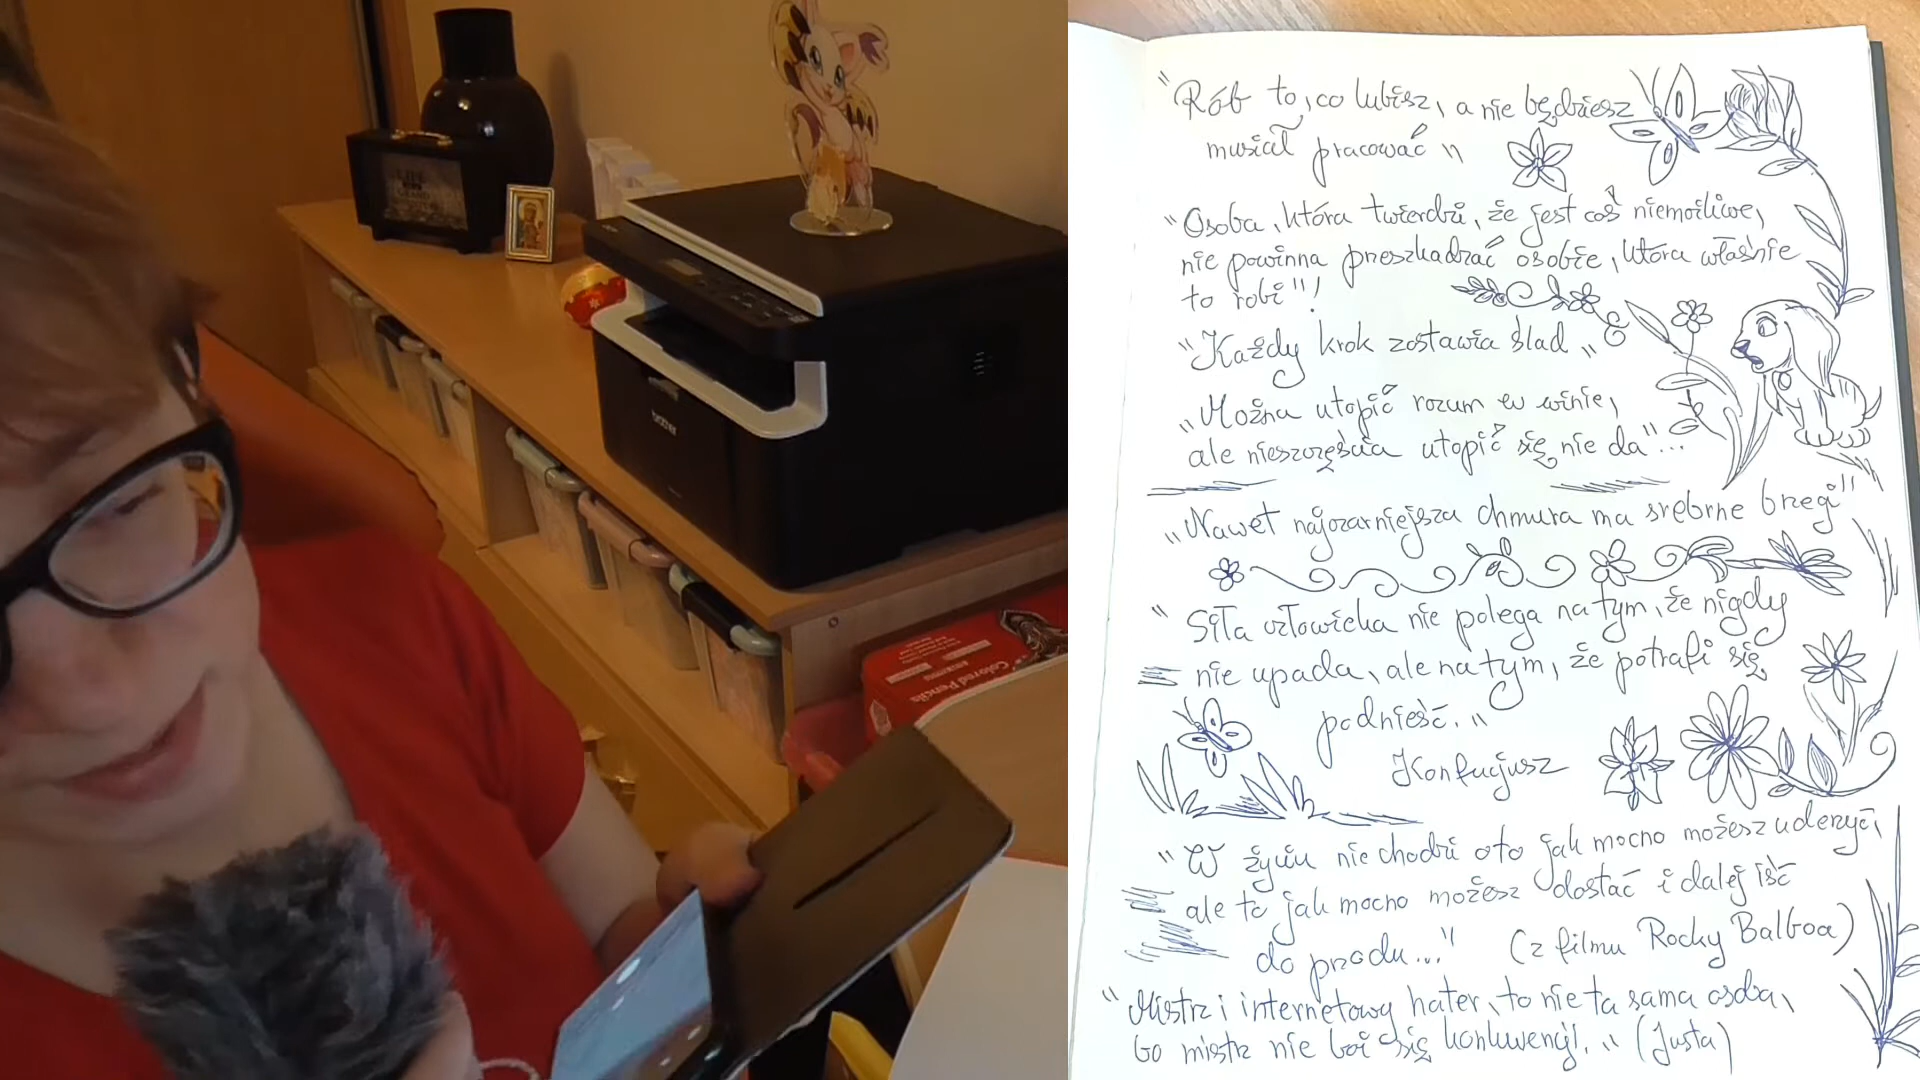 LIFE
brother
Colored Pencils
"Rób to, co lubisz, a nie będziesz
musiał pracować"
"Osoba, która twierdzi, że jest coś niemożliwe,
nie powinna przeszkadzać osobie, która właśnie
to robi"!
"Każdy krok zostawia ślad"
"Można utopić rozum w winie,
ale nieszczęścia utopić się nie da"...
"Nawet najczarniejsza chmura ma srebrne brzegi"
"Siła człowieka nie polega na tym, że nigdy
nie upada, ale na tym, że potrafi się
podnieść."
Konfucjusz
"W życiu nie chodzi oto jak mocno możesz uderzyć,
ale to jak mocno możesz dostać i dalej iść
do przodu..." (z filmu Rocky Balboa)
"Mistrz i internetowy hater, to nie ta sama osoba,
bo mistrz nie boi się konkurencji." (Justa)